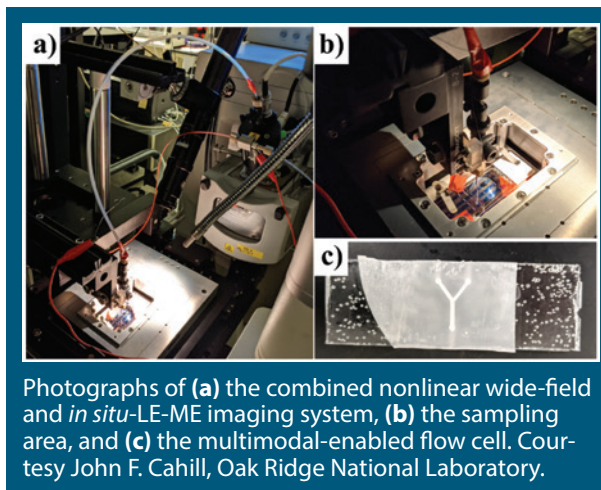 a)
b)
c)
Photographs of (a) the combined nonlinear wide-field
and in situ-LE-ME imaging system, (b) the sampling
area, and (c) the multimodal-enabled flow cell. Cour-
tesy John F. Cahill, Oak Ridge National Laboratory.